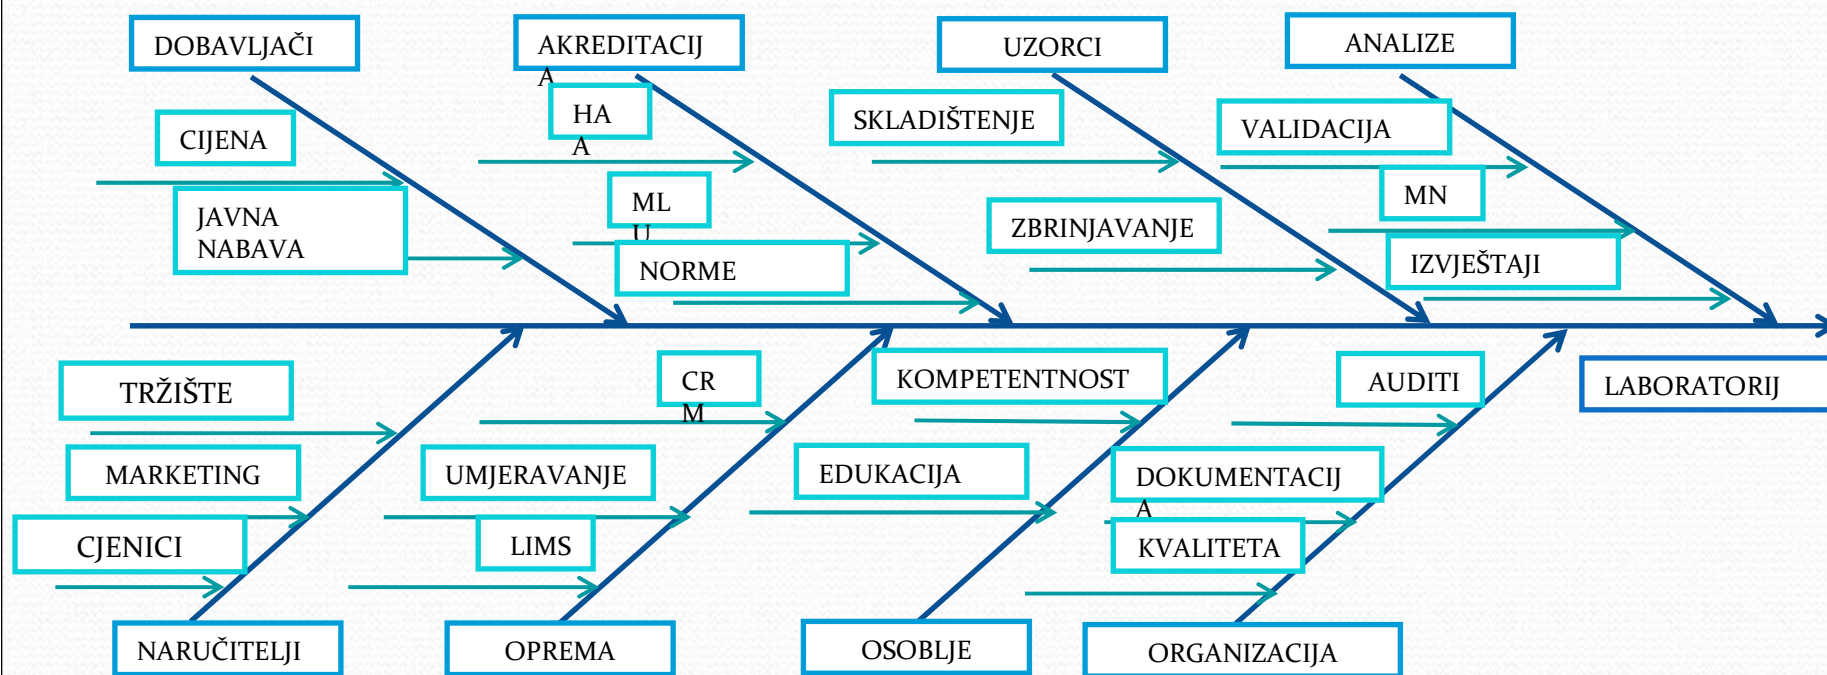 DOBAVLJAČI
AKREDITACIJ
A
UZORCI
ANALIZE
CIJENA
HA
A
SKLADIŠTENJE
VALIDACIJA
JAVNA
NABAVA
ML
U
ZBRINJAVANJE
MN
NORME
IZVJEŠTAJI
TRŽIŠTE
CR
M
KOMPETENTNOST
AUDITI
LABORATORIJ
MARKETING
UMJERAVANJE
EDUKACIJA
DOKUMENTACIJ
A
CJENICI
LIMS
KVALITETA
NARUČITELJI
OPREMA
OSOBLJE
ORGANIZACIJA